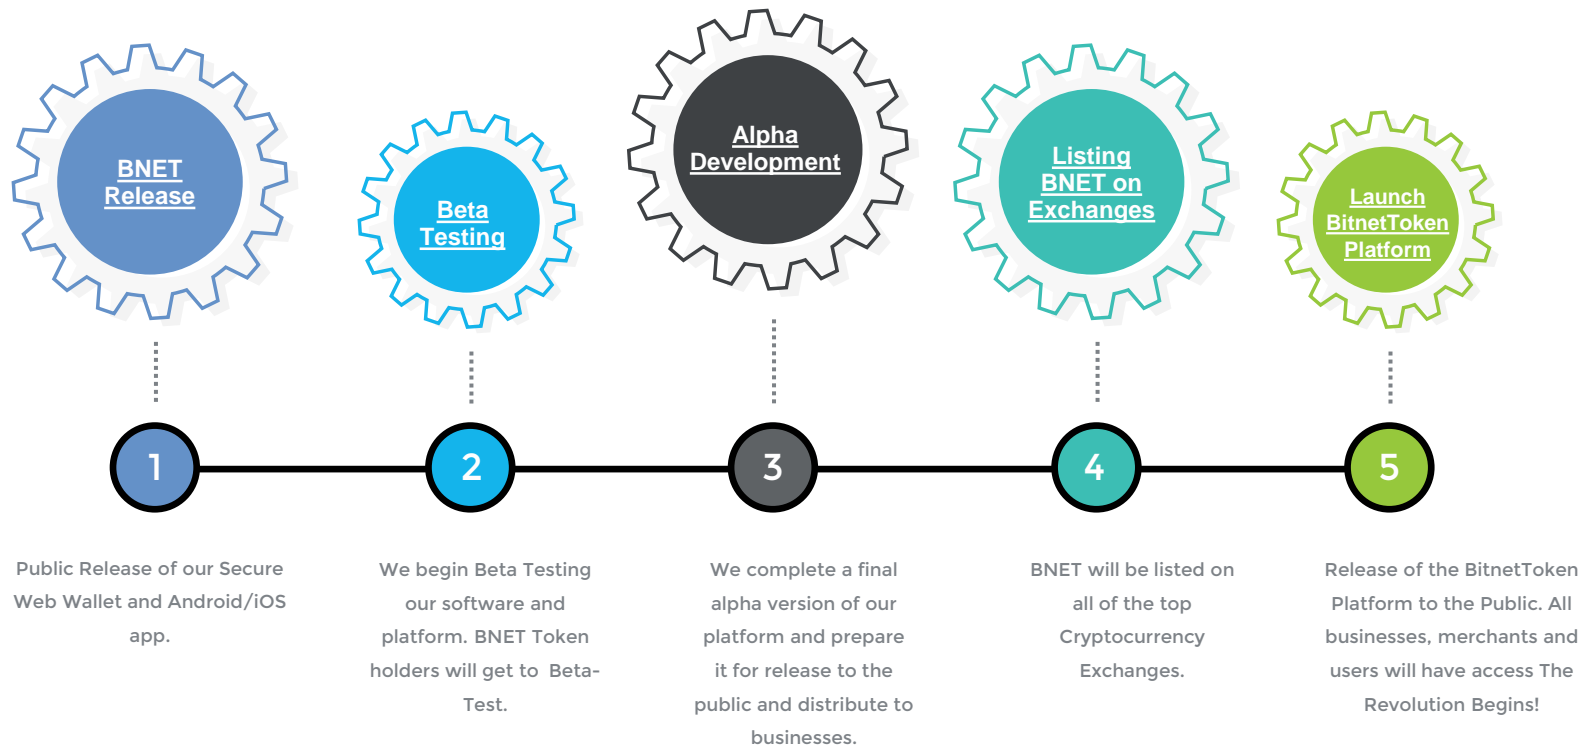 BNET
Release
Beta
Testing
Alpha
Development
Listing
BNET on
Exchanges
Launch
BitnetToken
Platform
1
2
3
4
5
Public Release of our Secure
Web Wallet and Android/iOS
app.
We begin Beta Testing
our software and
platform. BNET Token
holders will get to  Beta-
Test.
We complete a final
alpha version of our
platform and prepare
it for release to the
public and distribute to
businesses.
BNET will be listed on
all of the top
Cryptocurrency
Exchanges.
Release of the BitnetToken
Platform to the Public. All
businesses, merchants and
users will have access The
Revolution Begins!